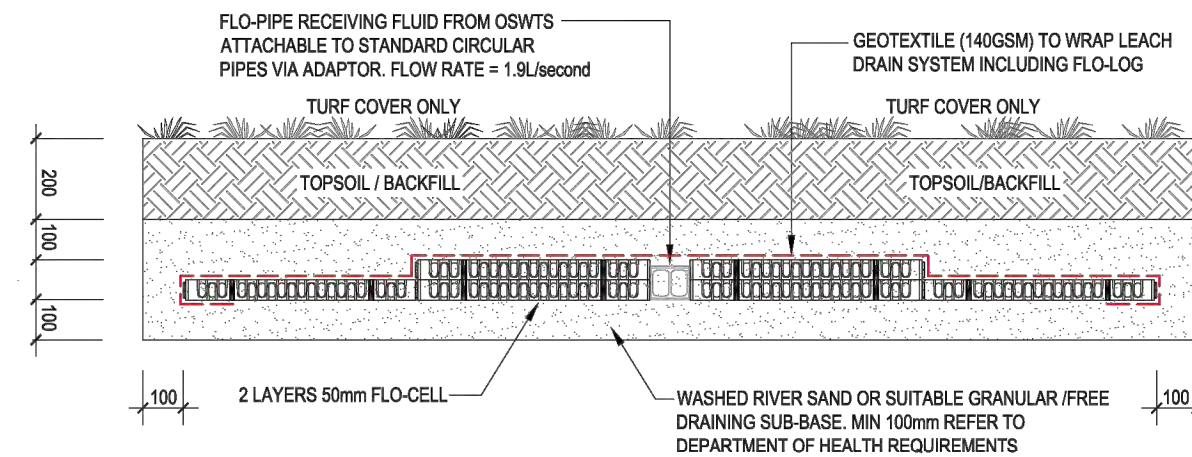 FLO-PIPE RECEIVING FLUID FROM OSWTS
ATTACHABLE TO STANDARD CIRCULAR
PIPES VIA ADAPTOR. FLOW RATE = 1.9L/second
GEOTEXTILE (140GSM) TO WRAP LEACH
DRAIN SYSTEM INCLUDING FLO-LOG
TURF COVER ONLY
TURF COVER ONLY
200
TOPSOIL / BACKFILL
TOPSOIL/BACKFILL
100
100
100
2 LAYERS 50mm FLO-CELL
100
WASHED RIVER SAND OR SUITABLE GRANULAR /FREE
DRAINING SUB-BASE. MIN 100mm REFER TO
DEPARTMENT OF HEALTH REQUIREMENTS